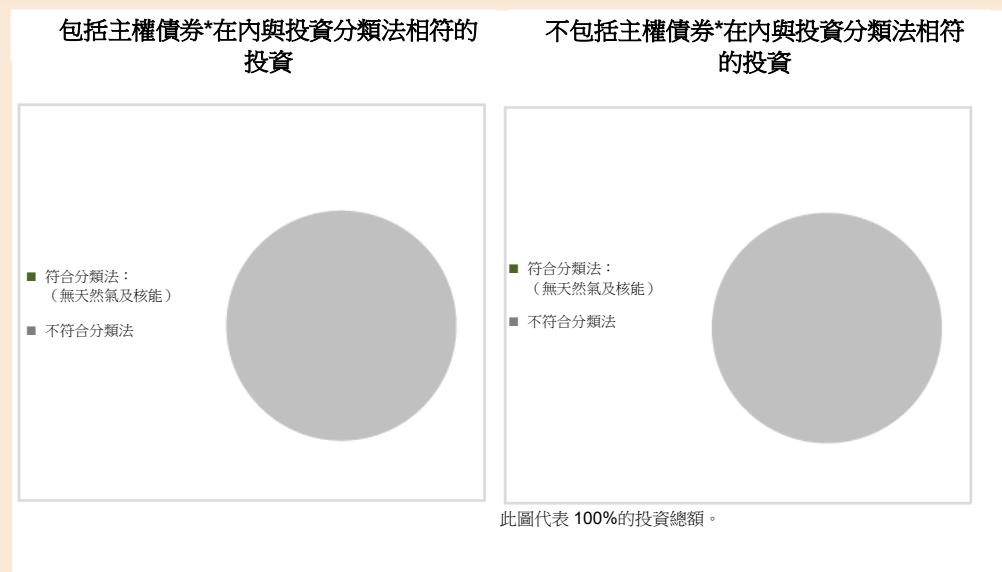 包括主權債券*在內與投資分類法相符的
投資
■ 符合分類法：
（無天然氣及核能）
■ 不符合分類法
不包括主權債券*在內與投資分類法相符
的投資
■ 符合分類法：
（無天然氣及核能）
■ 不符合分類法
此圖代表 100%的投資總額。